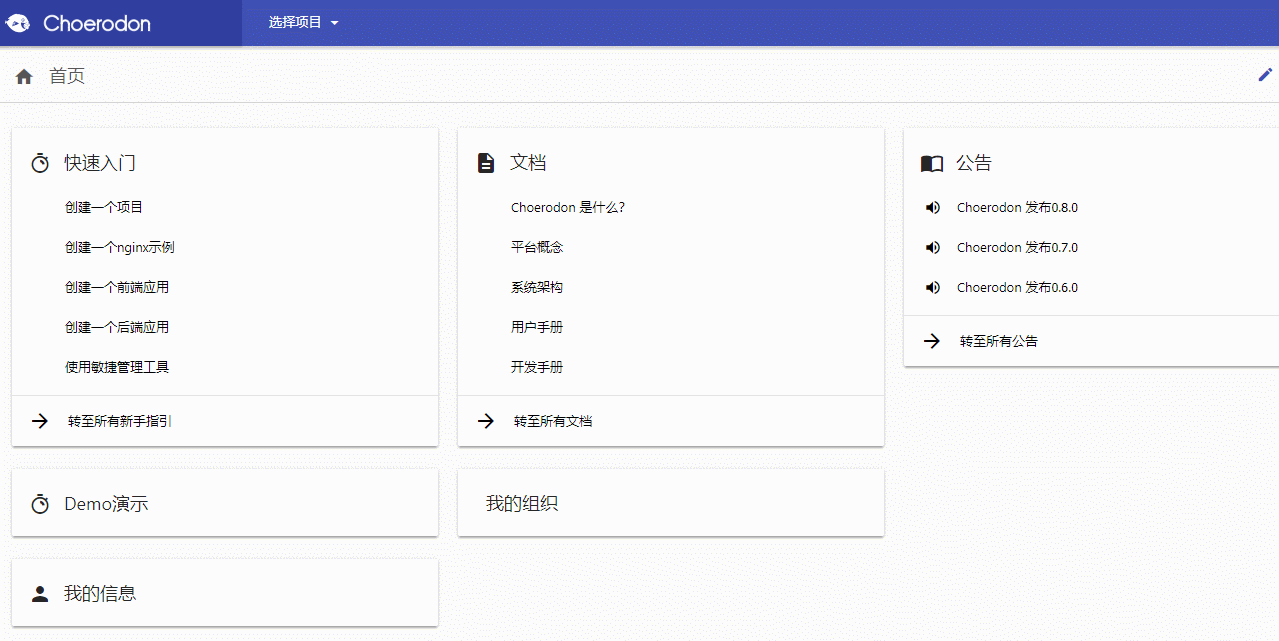 Choerodon
选择项目
首页
快速入门
创建一个项目
创建一个nginx示例
创建一个前端应用
创建一个后端应用
使用敏捷管理工具
转至所有新手指引
文档
Choerodon 是什么?
平台概念
系统架构
用户手册
开发手册
转至所有文档
公告
Choerodon 发布0.8.0
Choerodon 发布0.7.0
Choerodon 发布0.6.0
转至所有公告
Demo演示
我的组织
我的信息